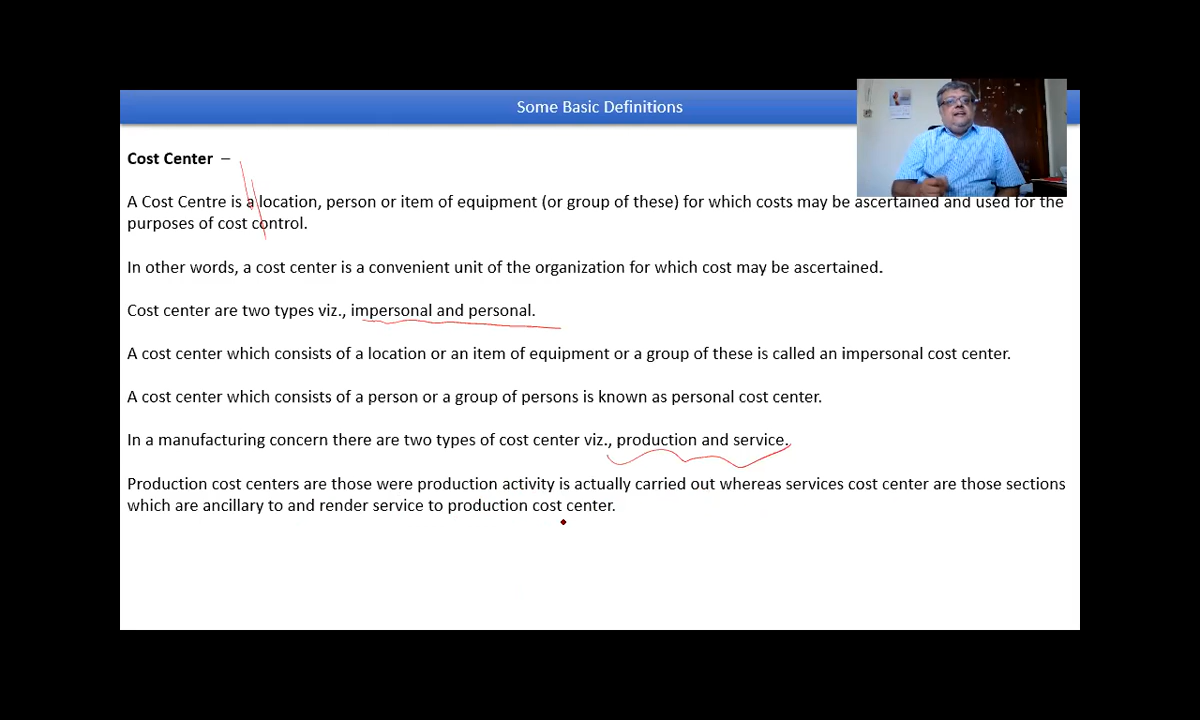 Some Basic Definitions
Cost Center –
A Cost Centre is a location, person or item of equipment (or group of these) for which costs may be ascertained and used for the
purposes of cost control.
In other words, a cost center is a convenient unit of the organization for which cost may be ascertained.
Cost center are two types viz., impersonal and personal.
A cost center which consists of a location or an item of equipment or a group of these is called an impersonal cost center.
A cost center which consists of a person or a group of persons is known as personal cost center.
In a manufacturing concern there are two types of cost center viz., production and service.
Production cost centers are those were production activity is actually carried out whereas services cost center are those sections
which are ancillary to and render service to production cost center.